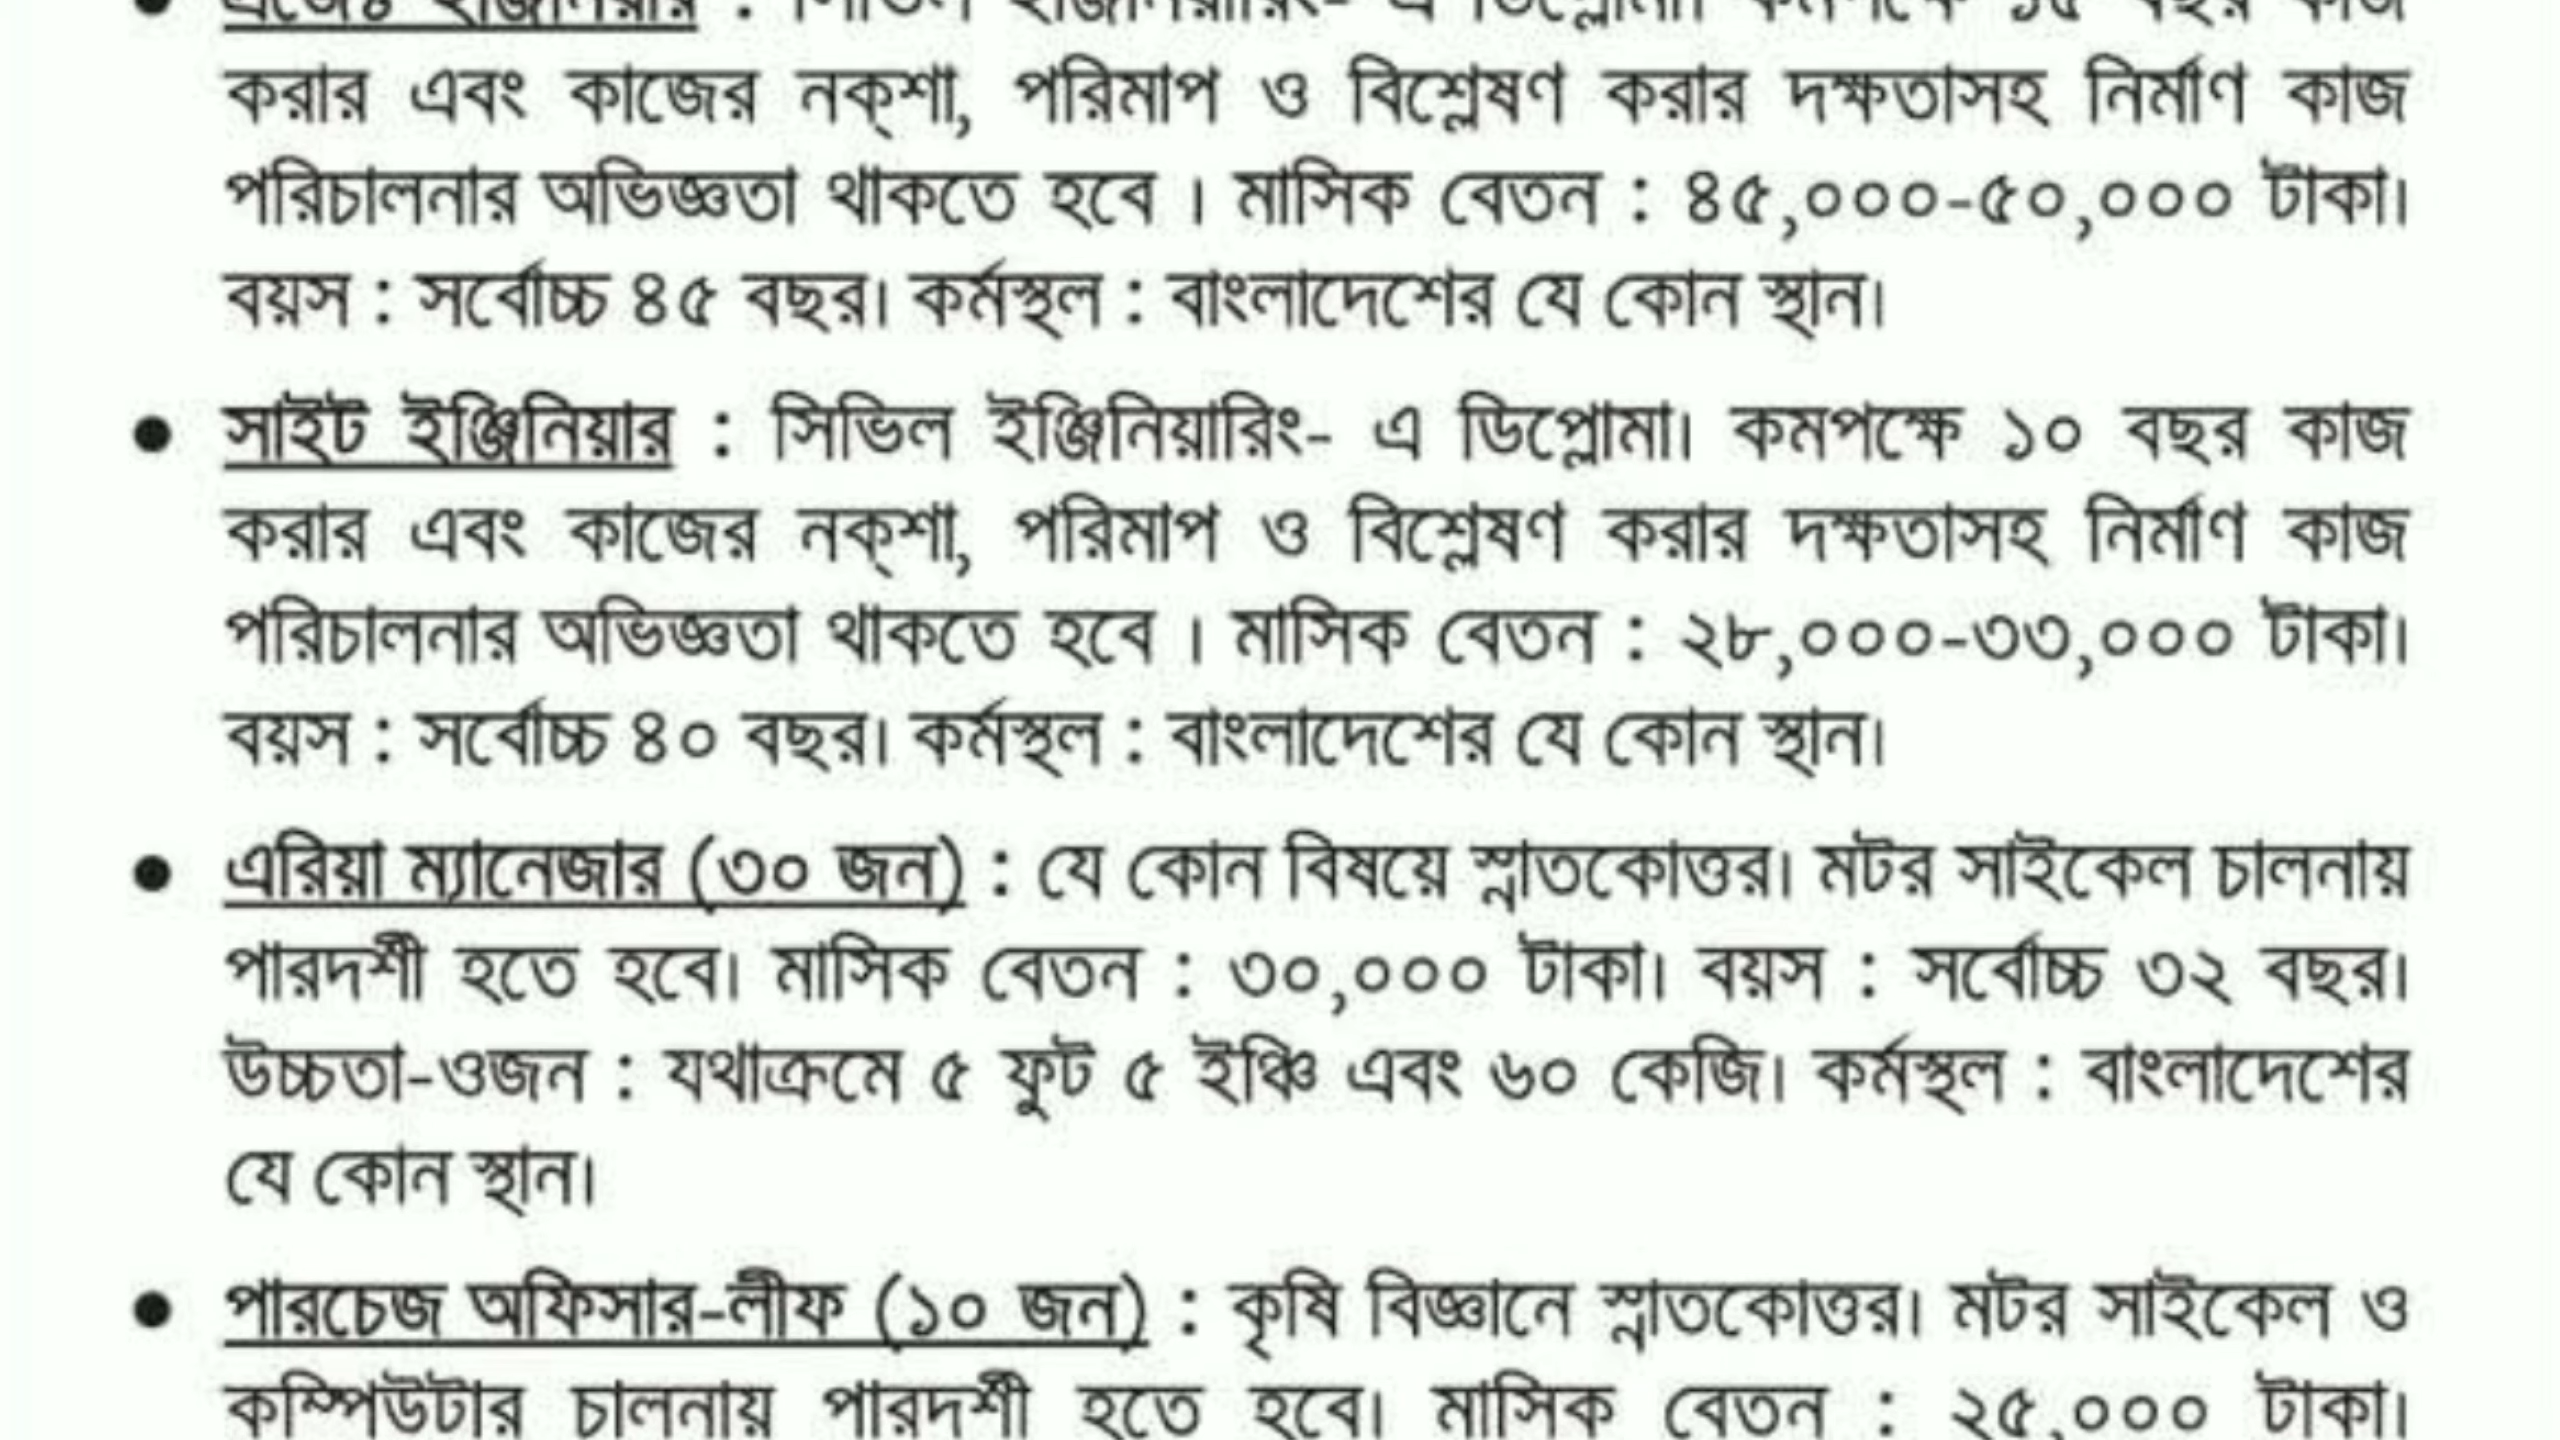 ইঞ্জিনিয়ার : সিভিল ইঞ্জিনিয়ারিং- এ ডিপ্লোমা। কমপক্ষে ১৫ বছর কাজ
করার এবং কাজের নক্‌শা, পরিমাপ ও বিশ্লেষণ করার দক্ষতাসহ নির্মাণ কাজ
পরিচালনার অভিজ্ঞতা থাকতে হবে । মাসিক বেতন : ৪৫,০০০-৫০,০০০ টাকা।
বয়স : সর্বোচ্চ ৪৫ বছর। কর্মস্থল : বাংলাদেশের যে কোন স্থান।
● সাইট ইঞ্জিনিয়ার : সিভিল ইঞ্জিনিয়ারিং- এ ডিপ্লোমা। কমপক্ষে ১০ বছর কাজ
করার এবং কাজের নক্‌শা, পরিমাপ ও বিশ্লেষণ করার দক্ষতাসহ নির্মাণ কাজ
পরিচালনার অভিজ্ঞতা থাকতে হবে । মাসিক বেতন : ২৮,০০০-৩৩,০০০ টাকা।
বয়স : সর্বোচ্চ ৪০ বছর। কর্মস্থল : বাংলাদেশের যে কোন স্থান।
● এরিয়া ম্যানেজার (৩০ জন) : যে কোন বিষয়ে স্নাতকোত্তর। মটর সাইকেল চালনায়
পারদর্শী হতে হবে। মাসিক বেতন : ৩০,০০০ টাকা। বয়স : সর্বোচ্চ ৩২ বছর।
উচ্চতা-ওজন : যথাক্রমে ৫ ফুট ৫ ইঞ্চি এবং ৬০ কেজি। কর্মস্থল : বাংলাদেশের
যে কোন স্থান।
● পারচেজ অফিসার-লীফ (১০ জন) : কৃষি বিজ্ঞানে স্নাতকোত্তর। মটর সাইকেল ও
কম্পিউটার চালনায় পারদর্শী হতে হবে। মাসিক বেতন : ২৫,০০০ টাকা।